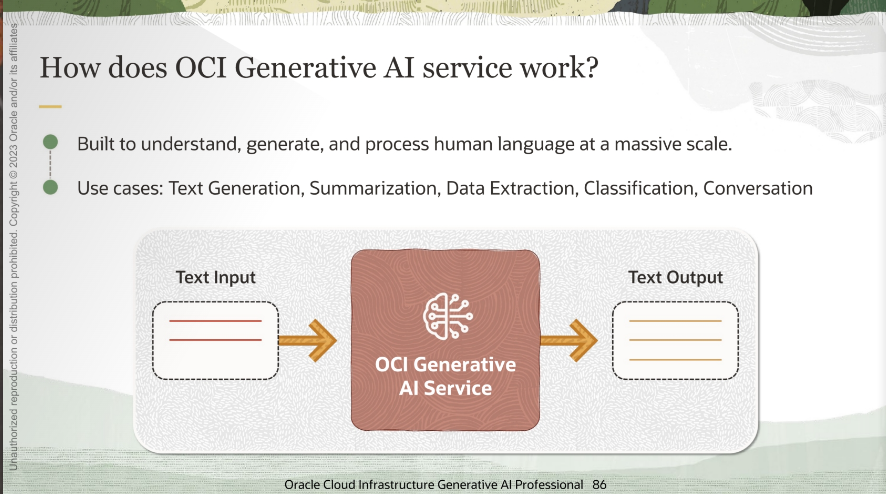 How does OCI Generative AI service work?
Built to understand, generate, and process human language at a massive scale.
Use cases: Text Generation, Summarization, Data Extraction, Classification, Conversation
Text Input
OCI Generative
AI Service
Text Output
Oracle Cloud Infrastructure Generative AI Professional 86
Unauthorized reproduction or distribution prohibited. Copyright © 2023 Oracle and/or its affiliates